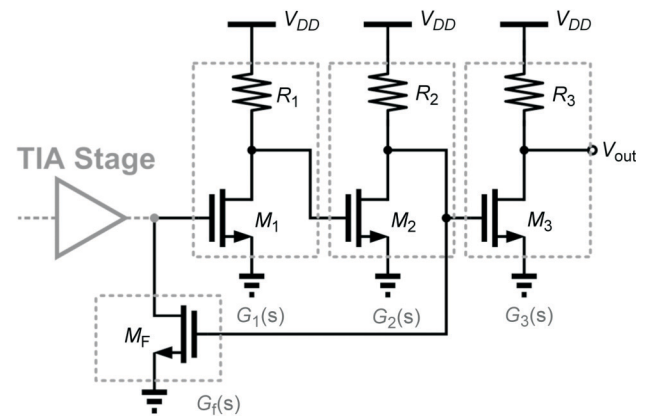 V_DD V_DD V_DD
R_1 R_2 R_3
TIA Stage
V_out
M_1 M_2 M_3
G_1(s) G_2(s) G_3(s)
M_F
G_f(s)